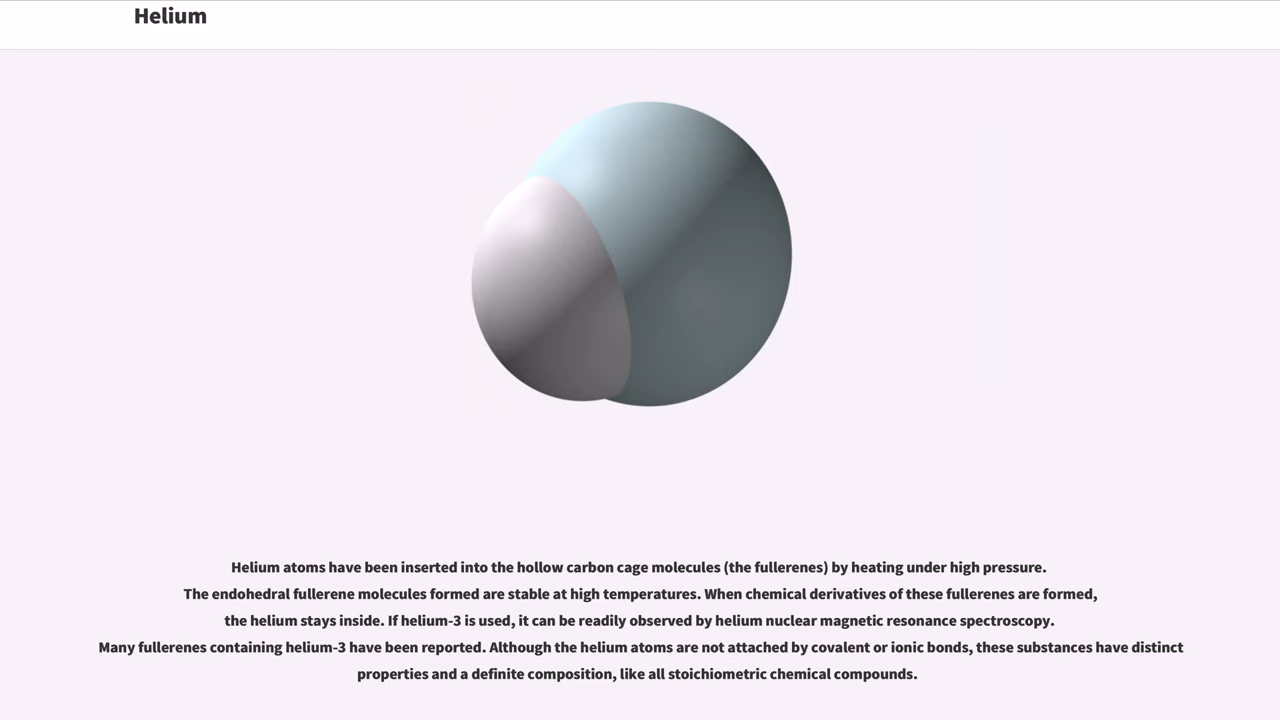 Helium
Helium atoms have been inserted into the hollow carbon cage molecules (the fullerenes) by heating under high pressure.
The endohedral fullerene molecules formed are stable at high temperatures. When chemical derivatives of these fullerenes are formed,
the helium stays inside. If helium-3 is used, it can be readily observed by helium nuclear magnetic resonance spectroscopy.
Many fullerenes containing helium-3 have been reported. Although the helium atoms are not attached by covalent or ionic bonds, these substances have distinct
properties and a definite composition, like all stoichiometric chemical compounds.